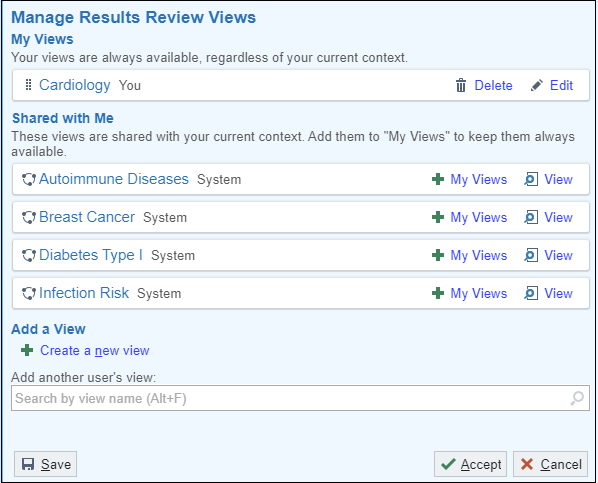 Manage Results Review Views
My Views
Your views are always available, regardless of your current context.
Cardiology You Delete Edit
Shared with Me
These views are shared with your current context. Add them to "My Views" to keep them always
available.
Autoimmune Diseases System My Views View
Breast Cancer System My Views View
Diabetes Type I System My Views View
Infection Risk System My Views View
Add a View
Create a new view
Add another user's view:
Search by view name (Alt+F)
Save Accept Cancel